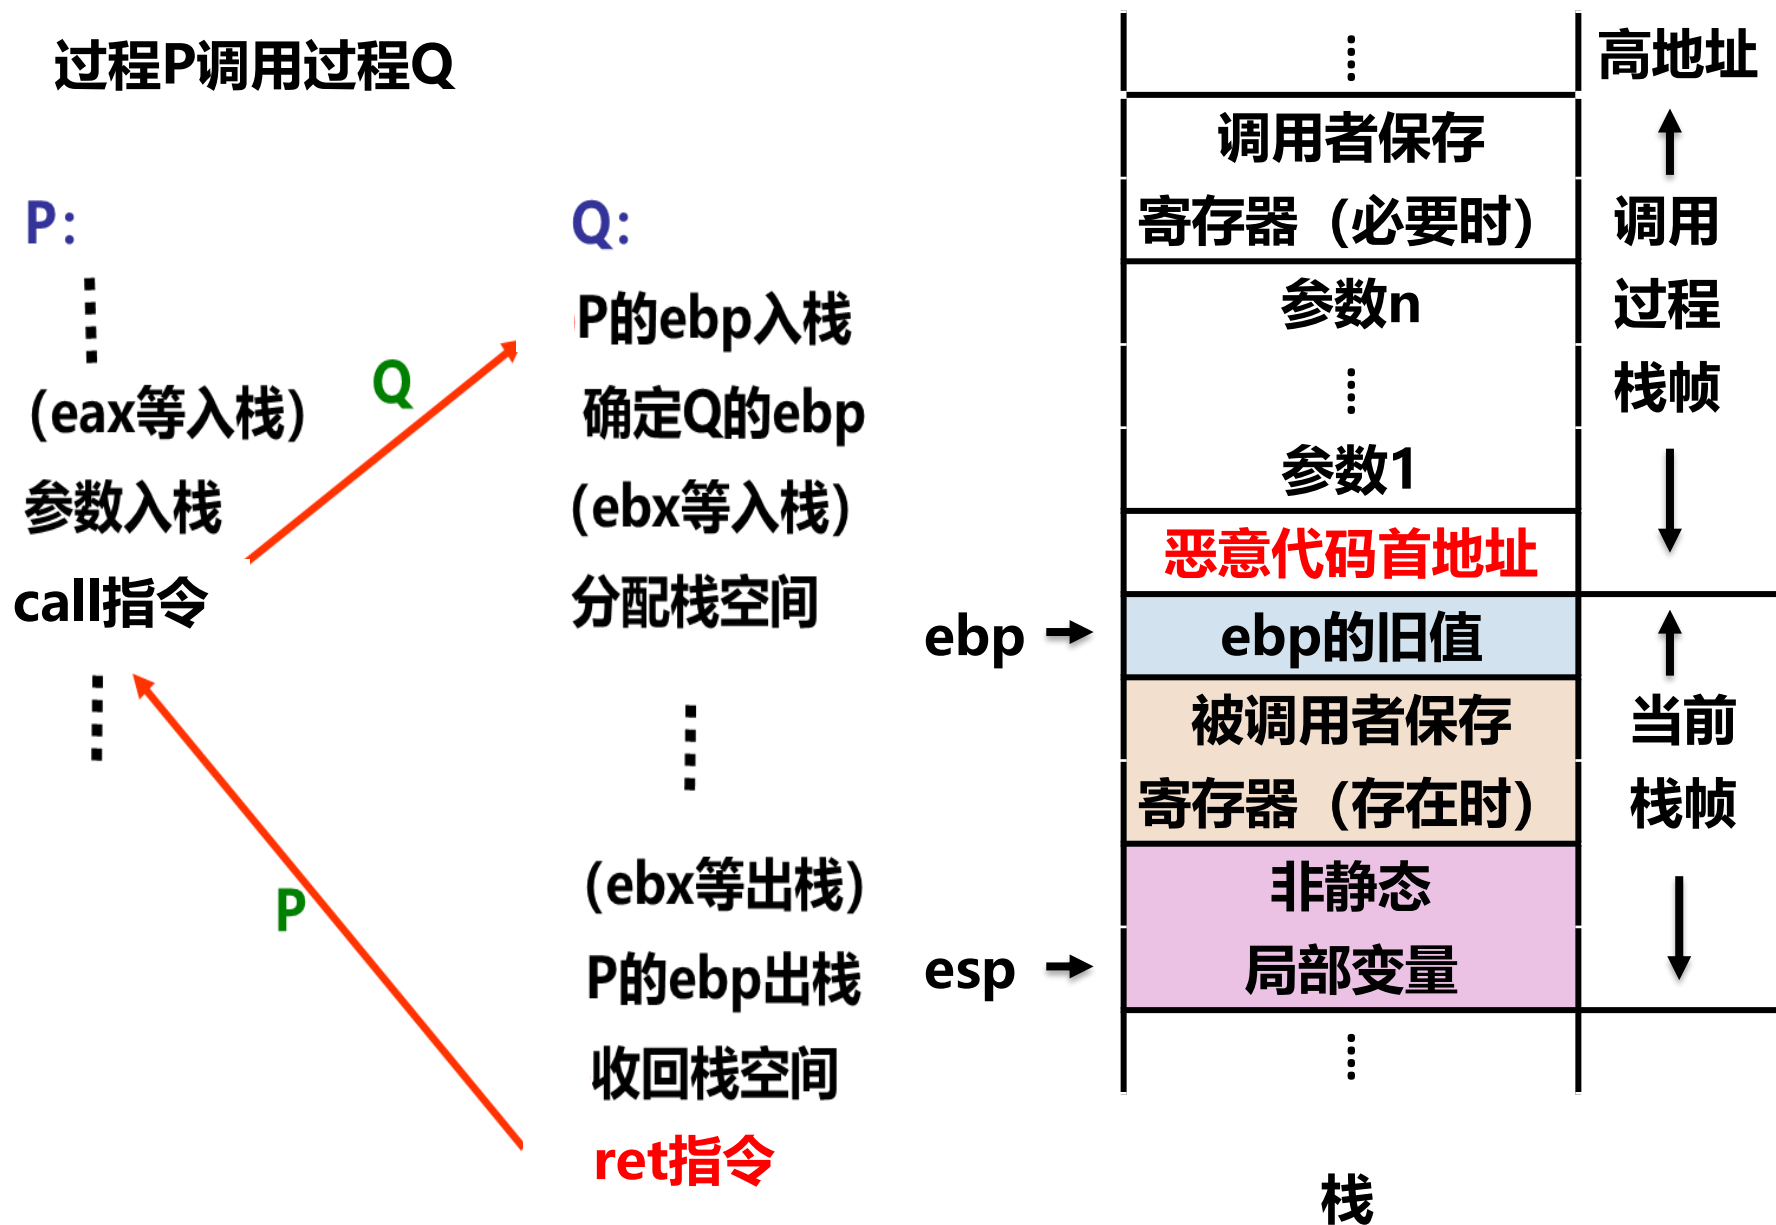 过程P调用过程Q
P:
(eax等入栈)
参数入栈
call指令
Q
P
Q:
P的ebp入栈
确定Q的ebp
(ebx等入栈)
分配栈空间
(ebx等出栈)
P的ebp出栈
收回栈空间
ret指令
ebp
esp
调用者保存
寄存器（必要时）
参数n
参数1
恶意代码首地址
ebp的旧值
被调用者保存
寄存器（存在时）
非静态
局部变量
栈
高地址
调用
过程
栈帧
当前
栈帧